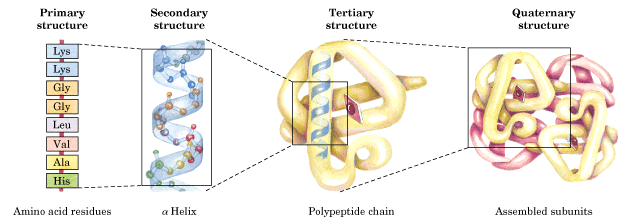 Primary
structure
Secondary
structure
Tertiary
structure
Quaternary
structure
Lys
Lys
Gly
Gly
Leu
Val
Ala
His
Amino acid residues
α Helix
Polypeptide chain
Assembled subunits